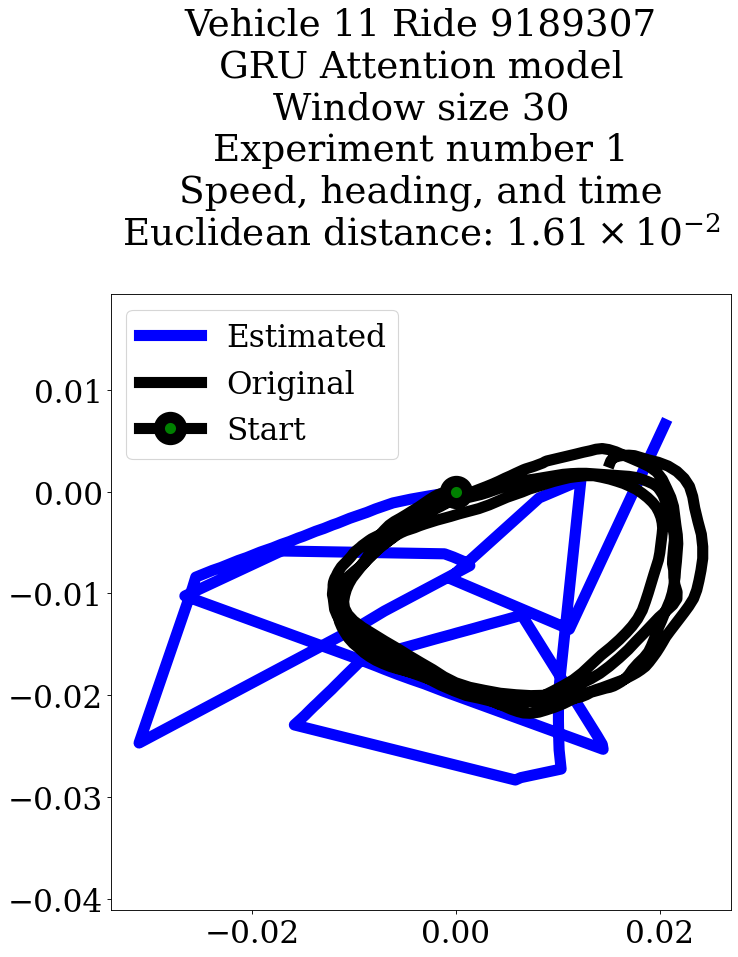 Vehicle 11 Ride 9189307
GRU Attention model
Window size 30
Experiment number 1
Speed, heading, and time
Euclidean distance: 1.61 × 10⁻²
Estimated
Original
Start
0.01
0.00
−0.01
−0.02
−0.03
−0.04
−0.02 0.00 0.02